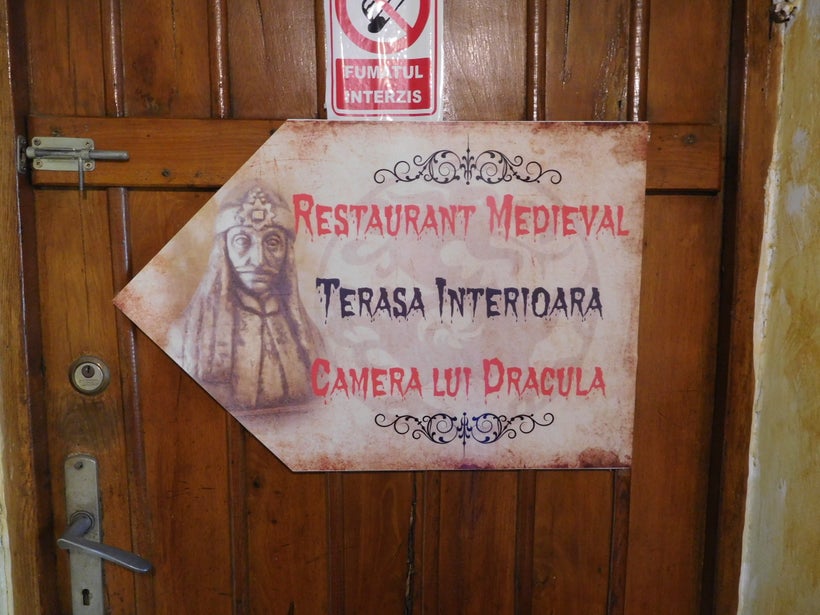 FUMATUL
INTERZIS
RESTAURANT MEDIEVAL
TERASA INTERIOARA
CAMERA LUI DRACULA